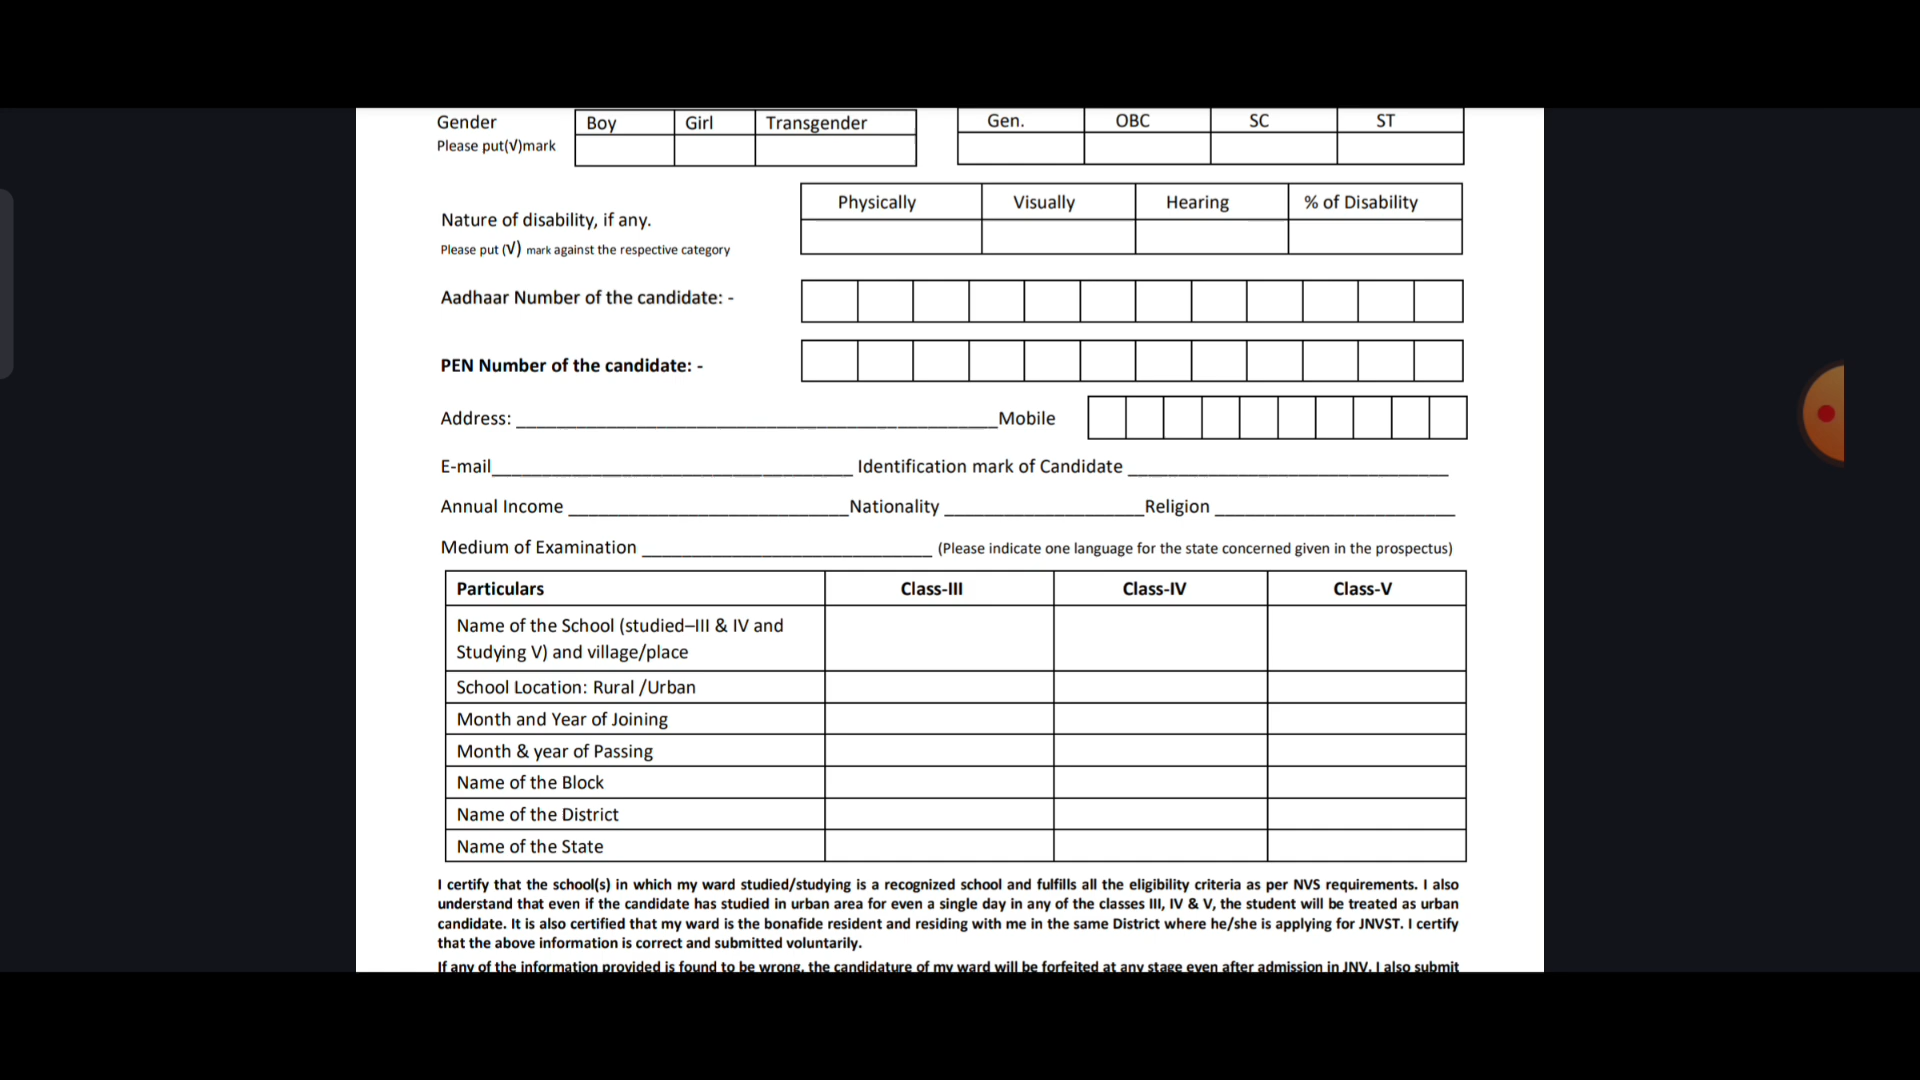 Gender Boy Girl Transgender Gen. OBC SC ST
Please put(√)mark
Physically Visually Hearing % of Disability
Nature of disability, if any.
Please put (√) mark against the respective category
Aadhaar Number of the candidate: -
PEN Number of the candidate: -
Address: ________________________________________________Mobile
E-mail____________________________________ Identification mark of Candidate ________________________________
Annual Income ____________________________Nationality ____________________Religion ________________________
Medium of Examination _____________________________ (Please indicate one language for the state concerned given in the prospectus)
Particulars Class-III Class-IV Class-V
Name of the School (studied–III & IV and
Studying V) and village/place
School Location: Rural /Urban
Month and Year of Joining
Month & year of Passing
Name of the Block
Name of the District
Name of the State
I certify that the school(s) in which my ward studied/studying is a recognized school and fulfills all the eligibility criteria as per NVS requirements. I also
understand that even if the candidate has studied in urban area for even a single day in any of the classes III, IV & V, the student will be treated as urban
candidate. It is also certified that my ward is the bonafide resident and residing with me in the same District where he/she is applying for JNVST. I certify
that the above information is correct and submitted voluntarily.
If any of the information provided is found to be wrong, the candidature of my ward will be forfeited at any stage even after admission in JNV. I also submit